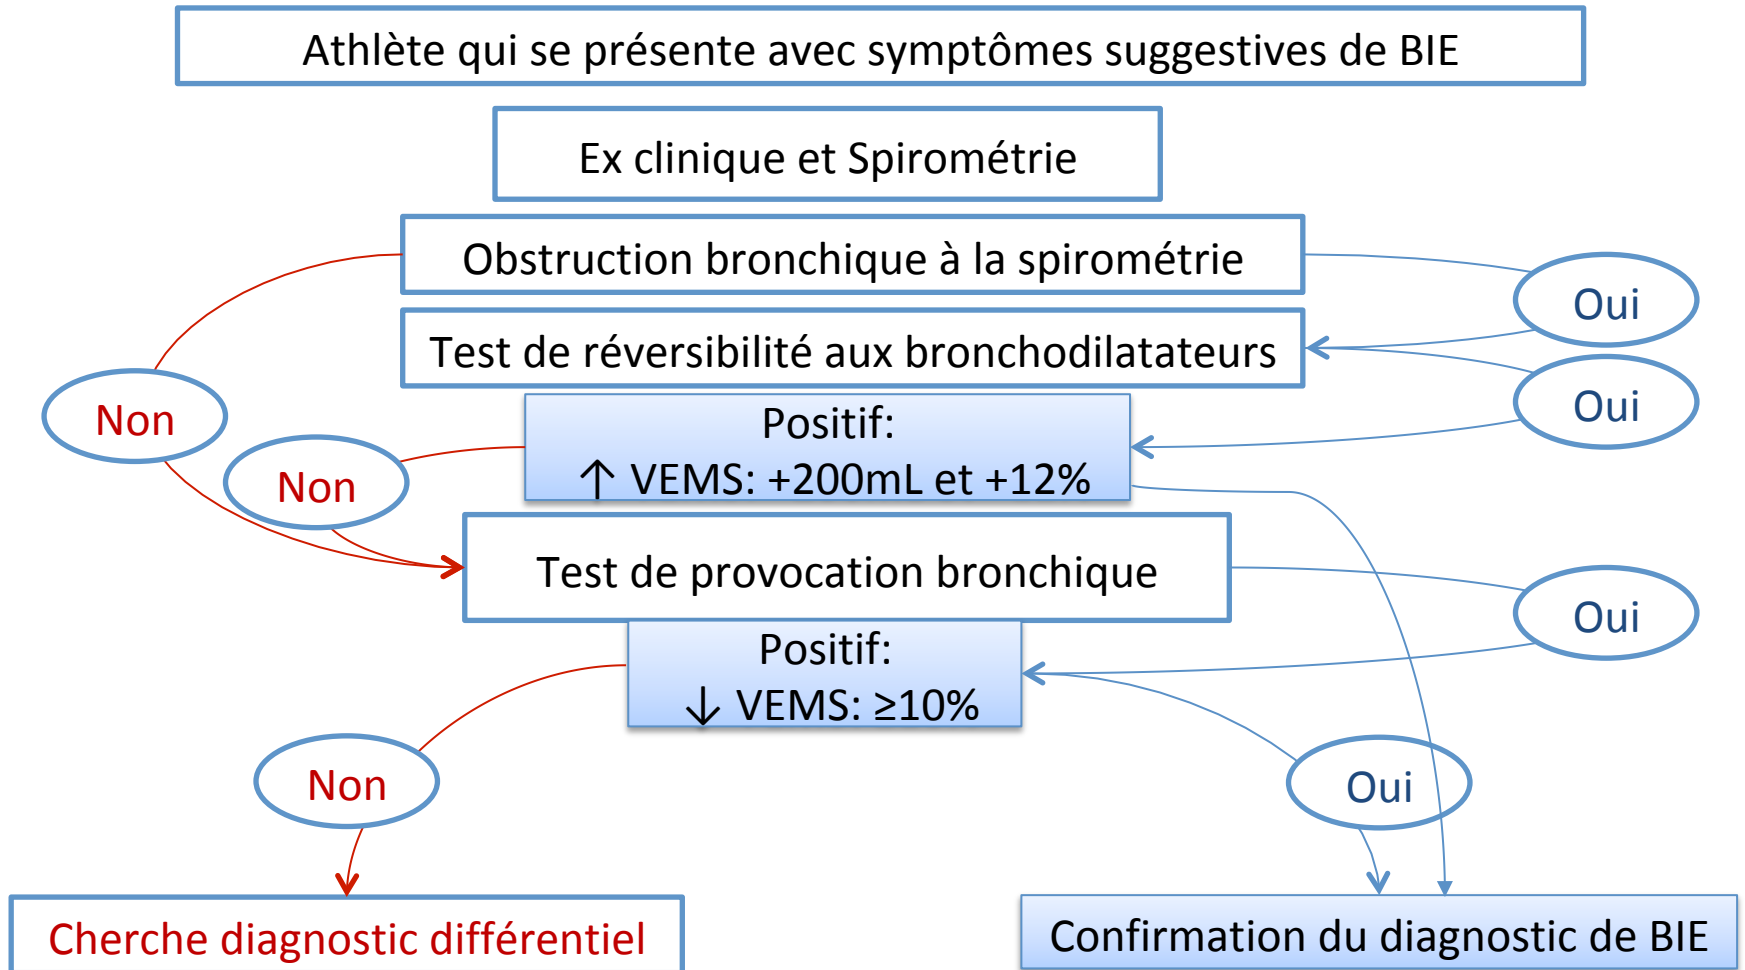 Athlète qui se présente avec symptômes suggestives de BIE
Ex clinique et Spirométrie
Obstruction bronchique à la spirométrie
Oui
Test de réversibilité aux bronchodilatateurs
Oui
Non
Positif:
↑ VEMS: +200mL et +12%
Non
Test de provocation bronchique
Oui
Positif:
↓ VEMS: ≥10%
Non
Oui
Cherche diagnostic différentiel
Confirmation du diagnostic de BIE